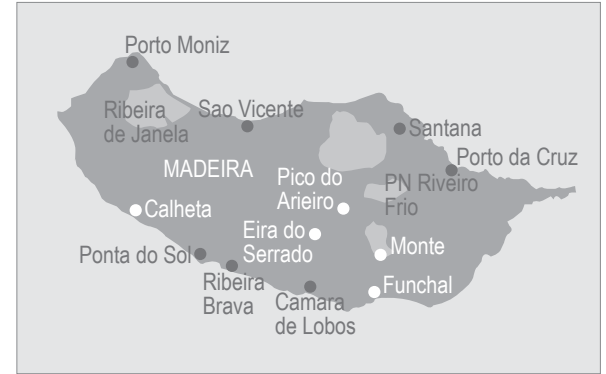 Porto Moniz
Ribeira
de Janela
Sao Vicente
Santana
Porto da Cruz
MADEIRA
Pico do
Arieiro
PN Riveiro
Frio
Calheta
Eira do
Serrado
Monte
Ponta do Sol
Ribeira
Brava
Camara
de Lobos
Funchal